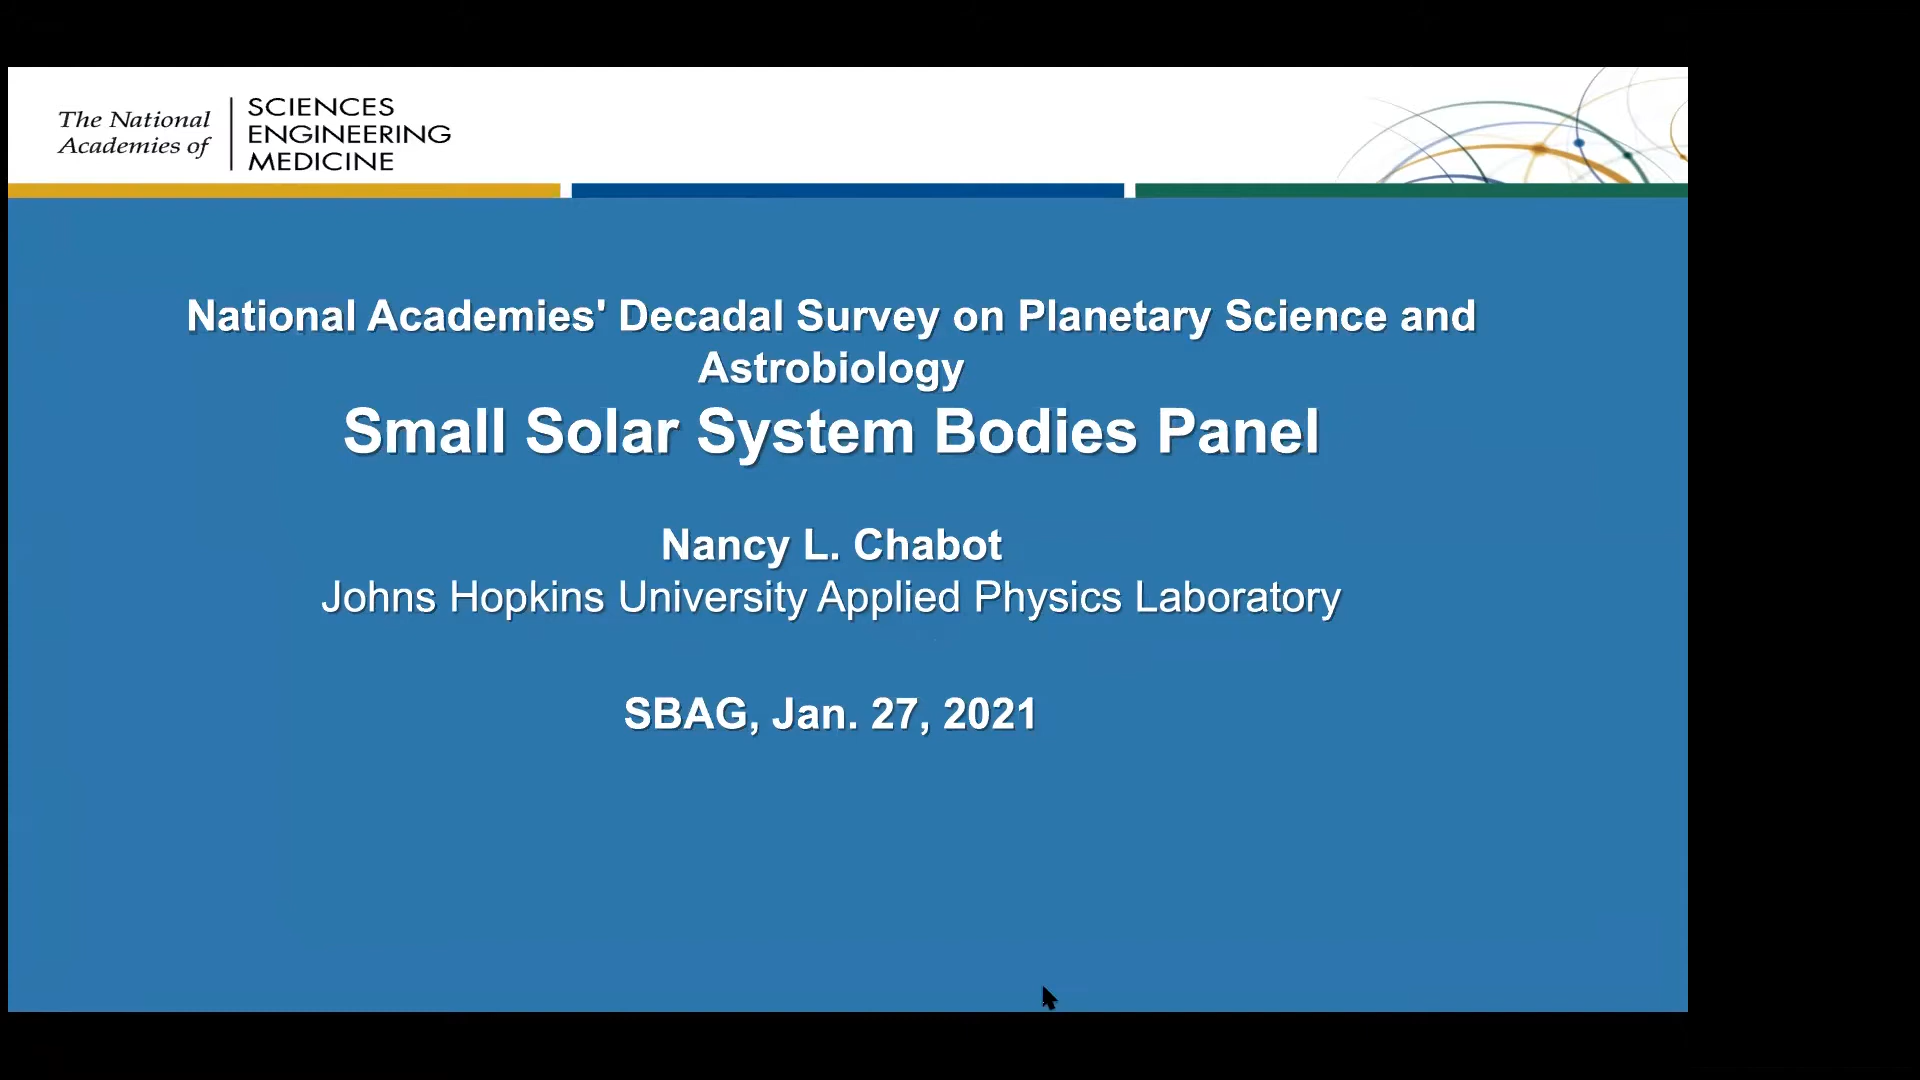 The National
Academies of
SCIENCES
ENGINEERING
MEDICINE
National Academies' Decadal Survey on Planetary Science and
Astrobiology
Small Solar System Bodies Panel
Nancy L. Chabot
Johns Hopkins University Applied Physics Laboratory
SBAG, Jan. 27, 2021